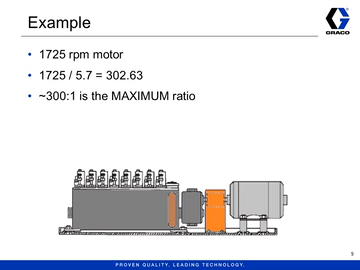 Example
GRACO
• 1725 rpm motor
• 1725 / 5.7 = 302.63
• ~300:1 is the MAXIMUM ratio
9
PROVEN QUALITY. LEADING TECHNOLOGY.